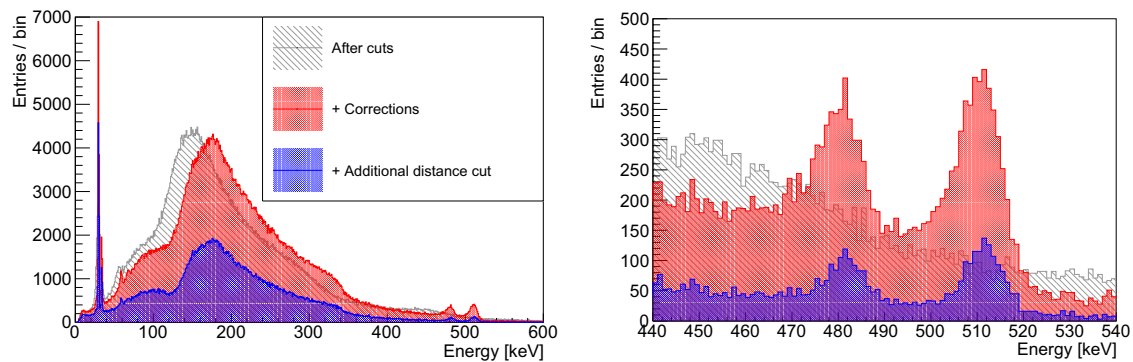 Entries / bin
7000
6000
5000
4000
3000
2000
1000
0
0 100 200 300 400 500 600
Energy [keV]
After cuts
+ Corrections
+ Additional distance cut
Entries / bin
500
450
400
350
300
250
200
150
100
50
0
440 450 460 470 480 490 500 510 520 530 540
Energy [keV]